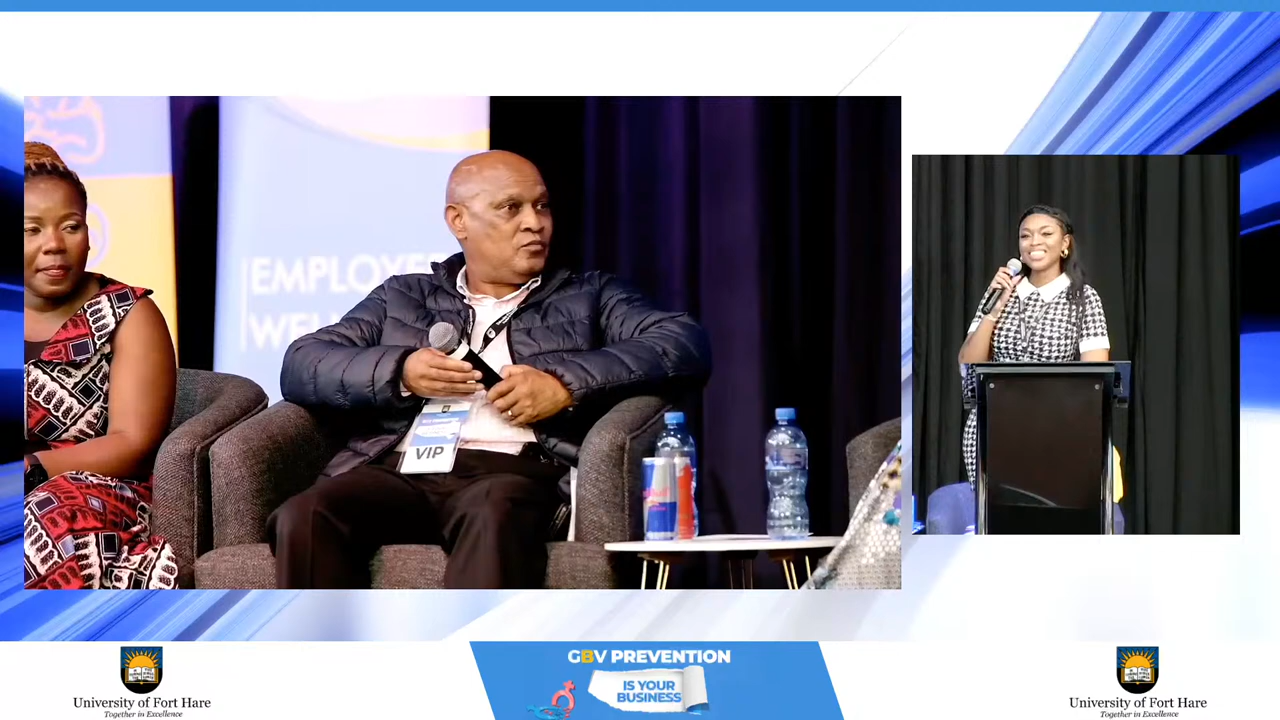 EMPLOYEE
VIP
University of Fort Hare
Together in Excellence
GBV PREVENTION
IS YOUR
BUSINESS
University of Fort Hare
Together in Excellence